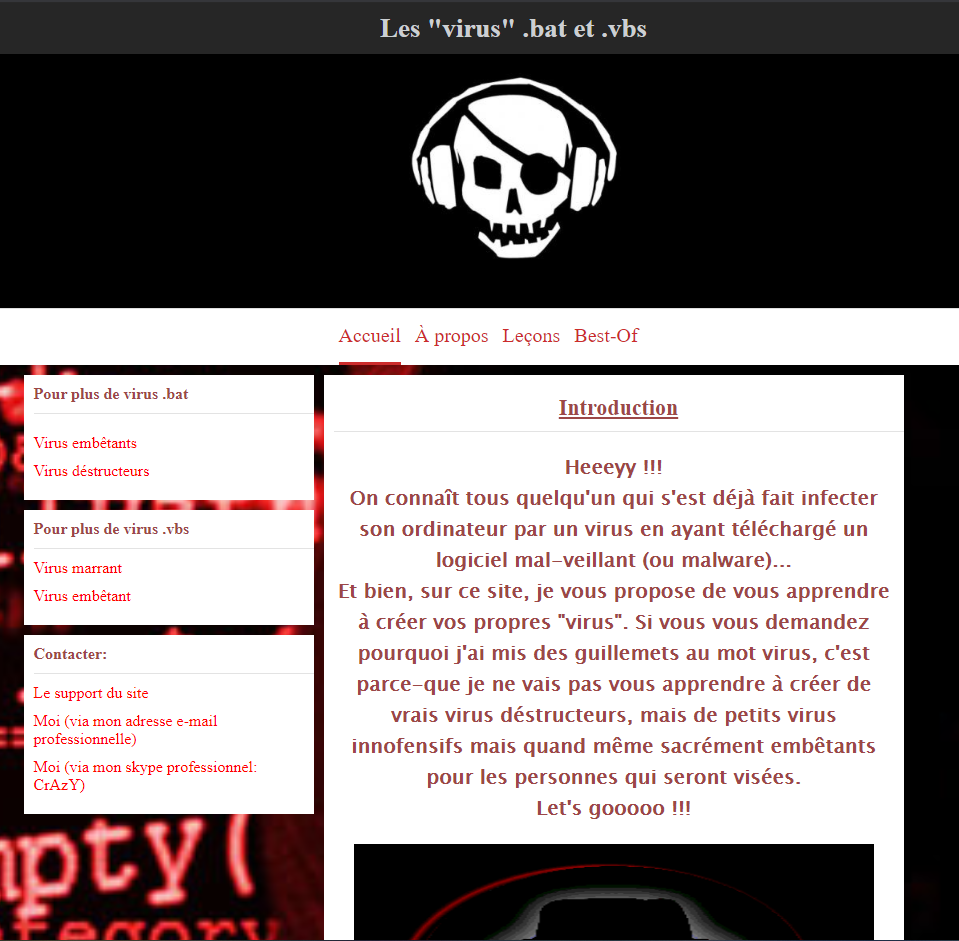 Les "virus" .bat et .vbs
Accueil À propos Leçons Best-Of
Pour plus de virus .bat
Virus embêtants
Virus déstructeurs
Pour plus de virus .vbs
Virus marrant
Virus embêtant
Contacter:
Le support du site
Moi (via mon adresse e-mail
professionnelle)
Moi (via mon skype professionnel:
CrAzY)
Introduction
Heeeyy !!!
On connaît tous quelqu'un qui s'est déjà fait infecter
son ordinateur par un virus en ayant téléchargé un
logiciel mal-veillant (ou malware)...
Et bien, sur ce site, je vous propose de vous apprendre
à créer vos propres "virus". Si vous vous demandez
pourquoi j'ai mis des guillemets au mot virus, c'est
parce-que je ne vais pas vous apprendre à créer de
vrais virus déstructeurs, mais de petits virus
innofensifs mais quand même sacrément embêtants
pour les personnes qui seront visées.
Let's gooooo !!!
mpty(
ategory